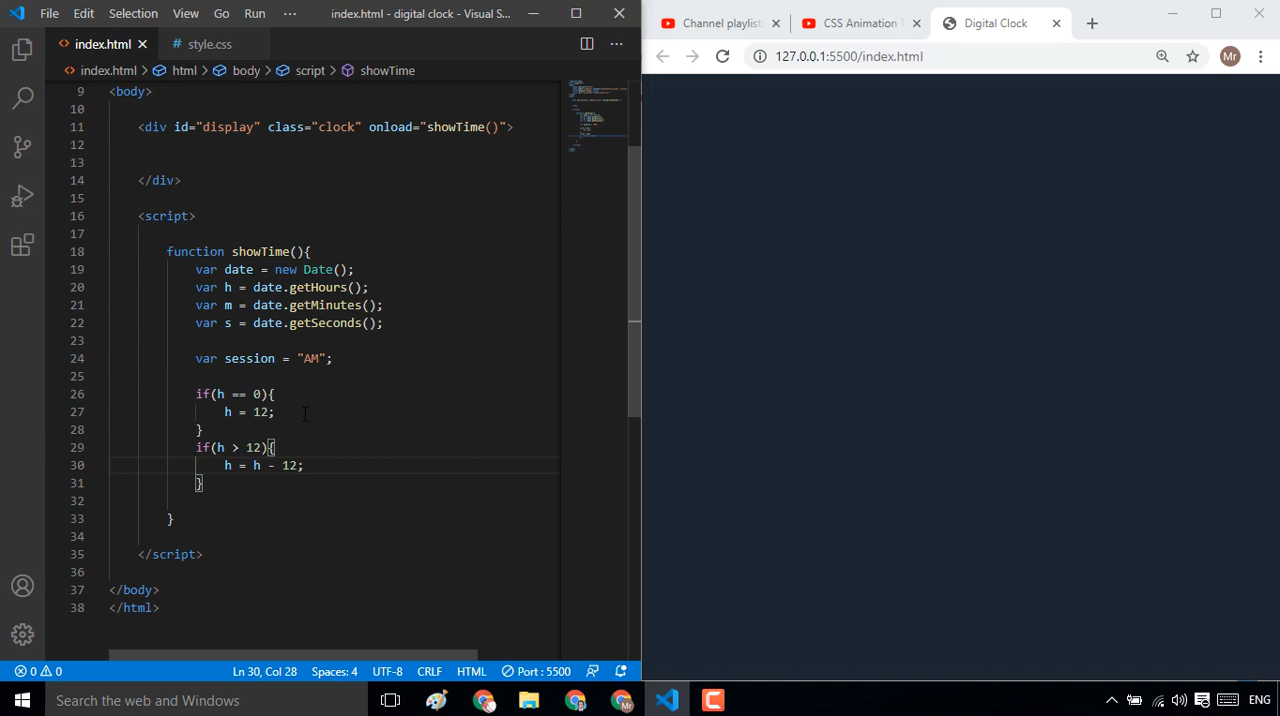 File Edit Selection View Go Run ··· index.html - digital clock - Visual S...
index.html style.css
index.html html body script showTime
9 <body>
10
11 <div id="display" class="clock" onload="showTime()">
12
13
14 </div>
15
16 <script>
17
18 function showTime(){
19 var date = new Date();
20 var h = date.getHours();
21 var m = date.getMinutes();
22 var s = date.getSeconds();
23
24 var session = "AM";
25
26 if(h == 0){
27 h = 12;
28 }
29 if(h > 12){
30 h = h - 12;
31 }
32
33 }
34
35 </script>
36
37 </body>
38 </html>
0 0 Ln 30, Col 28 Spaces: 4 UTF-8 CRLF HTML Port : 5500
Channel playlist CSS Animation T Digital Clock
127.0.0.1:5500/index.html Mr
Search the web and Windows Mr ENG